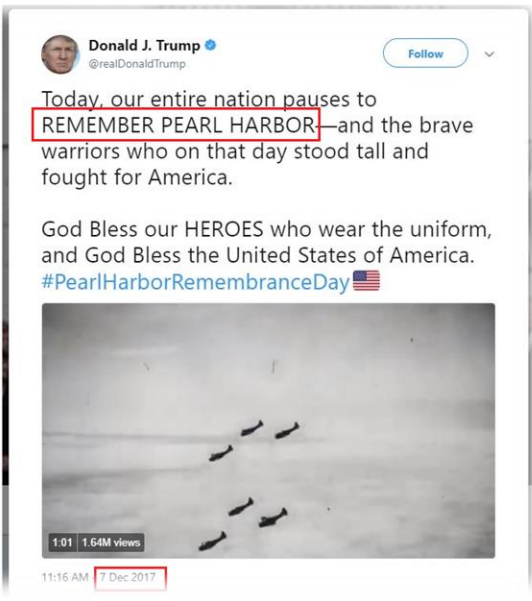 Donald J. Trump
@realDonaldTrump
Follow
Today, our entire nation pauses to
REMEMBER PEARL HARBOR—and the brave
warriors who on that day stood tall and
fought for America.
God Bless our HEROES who wear the uniform,
and God Bless the United States of America.
#PearlHarborRemembranceDay
1:01 1.64M views
11:16 AM - 7 Dec 2017